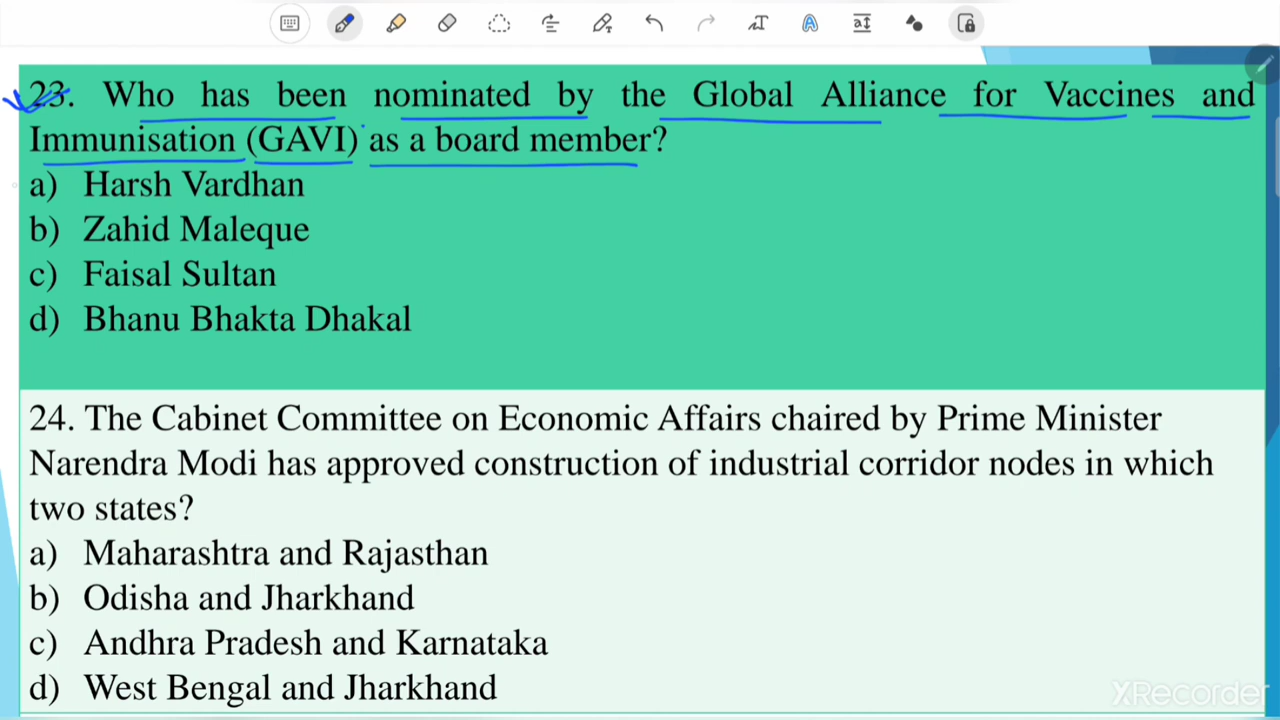 23. Who has been nominated by the Global Alliance for Vaccines and
Immunisation (GAVI) as a board member?
a) Harsh Vardhan
b) Zahid Maleque
c) Faisal Sultan
d) Bhanu Bhakta Dhakal
24. The Cabinet Committee on Economic Affairs chaired by Prime Minister
Narendra Modi has approved construction of industrial corridor nodes in which
two states?
a) Maharashtra and Rajasthan
b) Odisha and Jharkhand
c) Andhra Pradesh and Karnataka
d) West Bengal and Jharkhand
XRecorder